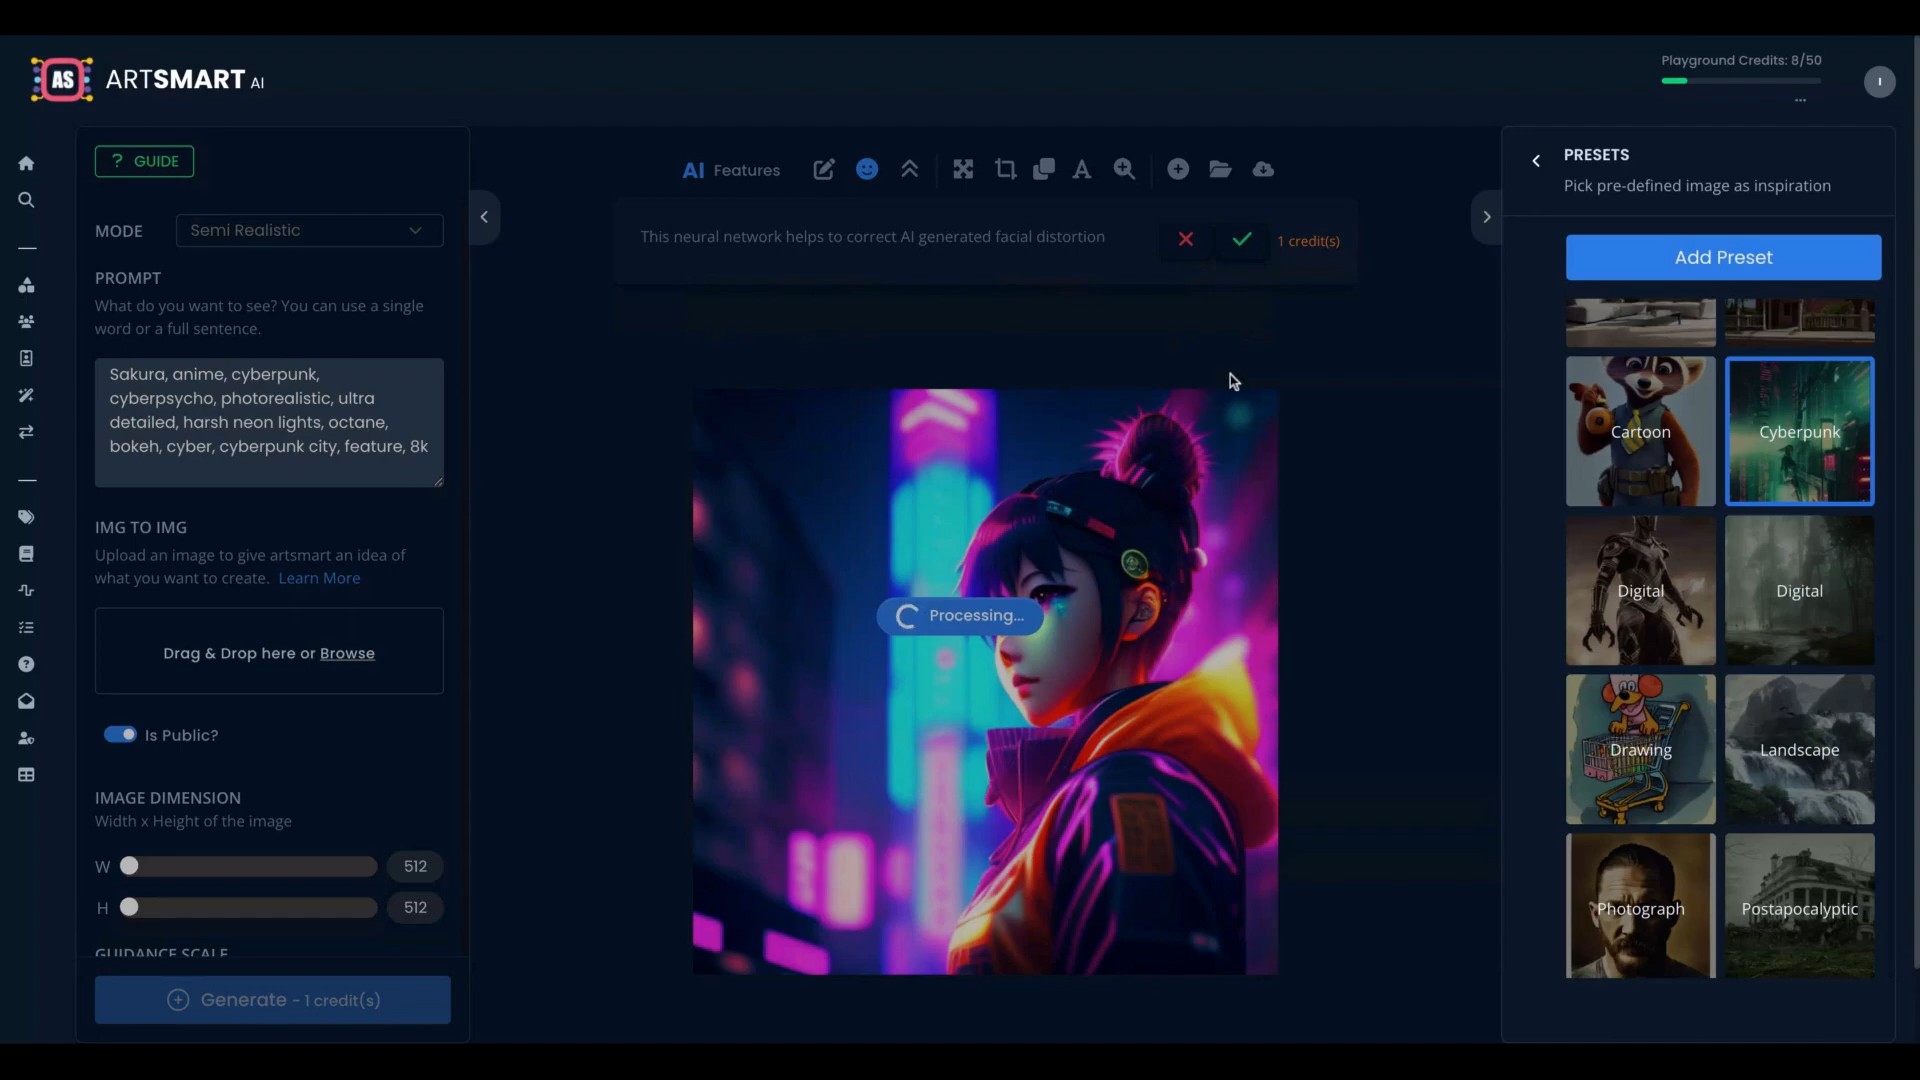 AS ARTSMART AI
Playground Credits: 8/50
...
I
? GUIDE
MODE Semi Realistic
PROMPT
What do you want to see? You can use a single
word or a full sentence.
Sakura, anime, cyberpunk,
cyberpsycho, photorealistic, ultra
detailed, harsh neon lights, octane,
bokeh, cyber, cyberpunk city, feature, 8k
IMG TO IMG
Upload an image to give artsmart an idea of
what you want to create. Learn More
Drag & Drop here or Browse
Is Public?
IMAGE DIMENSION
Width x Height of the image
W 512
H 512
GUIDANCE SCALE
Generate - 1 credit(s)
AI Features
A
This neural network helps to correct AI generated facial distortion
1 credit(s)
Processing...
PRESETS
Pick pre-defined image as inspiration
Add Preset
Cartoon
Cyberpunk
Digital
Digital
Drawing
Landscape
Photograph
Postapocalyptic